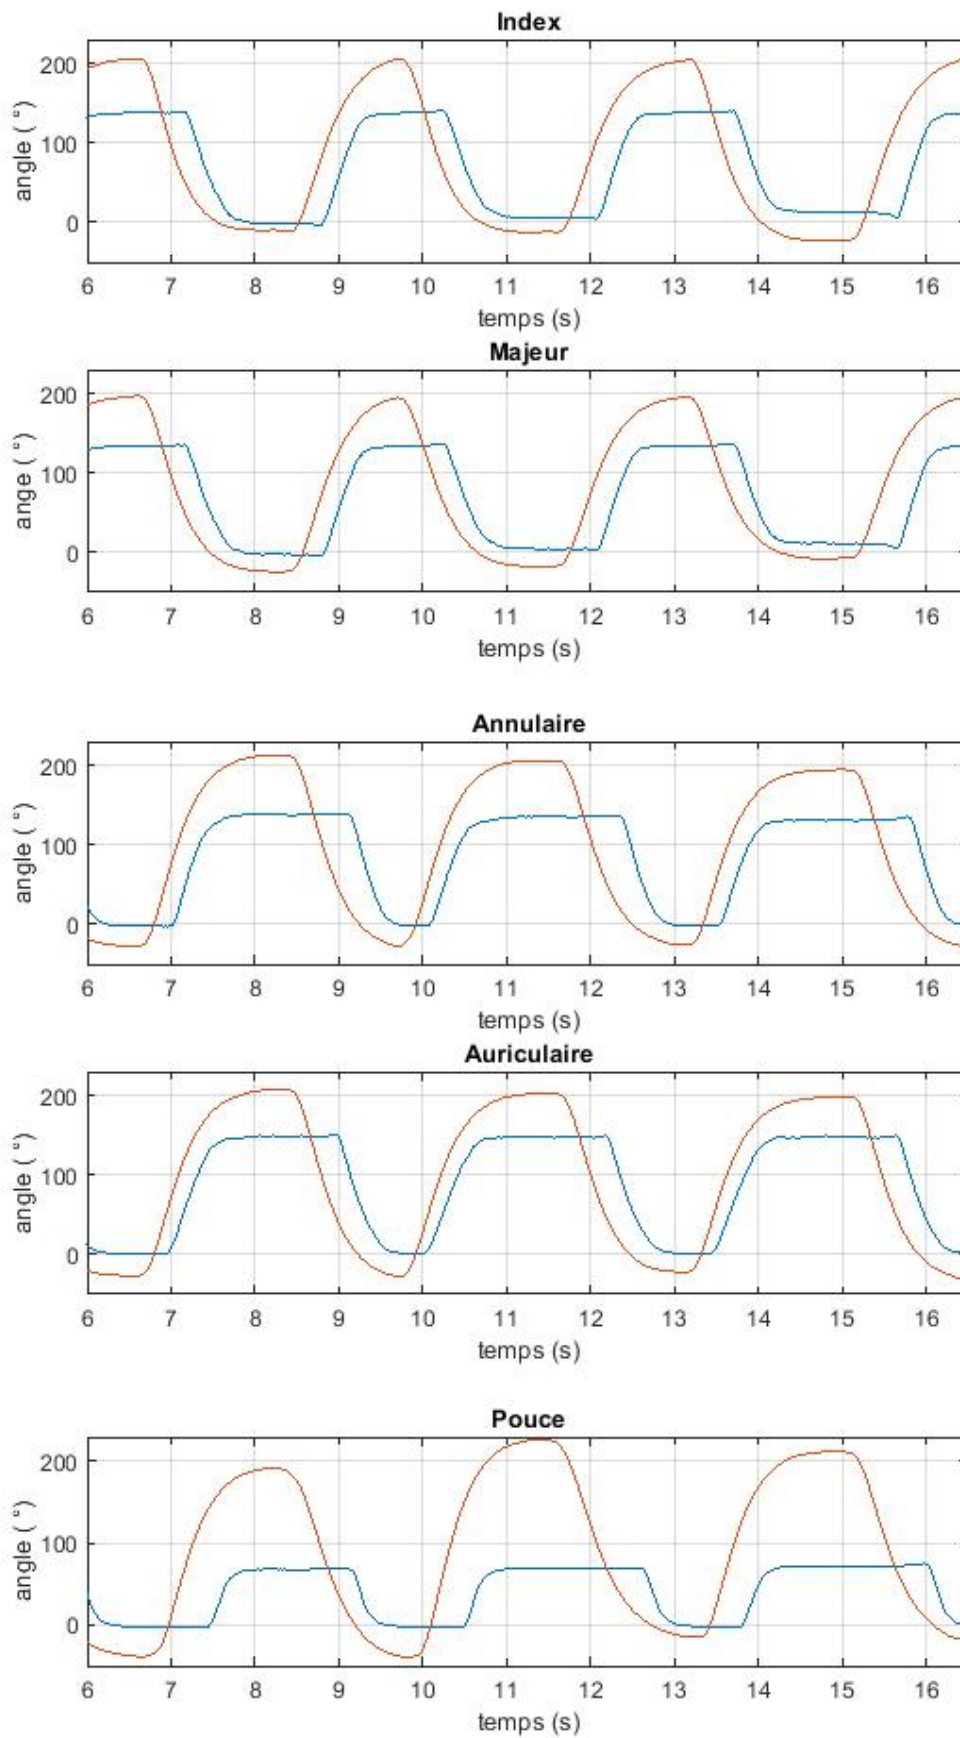 Index
200
100
0
angle ( °)
6 7 8 9 10 11 12 13 14 15 16
temps (s)
Majeur
200
100
0
ange ( °)
6 7 8 9 10 11 12 13 14 15 16
temps (s)
Annulaire
200
100
0
angle ( °)
6 7 8 9 10 11 12 13 14 15 16
temps (s)
Auriculaire
200
100
0
angle ( °)
6 7 8 9 10 11 12 13 14 15 16
temps (s)
Pouce
200
100
0
angle ( °)
6 7 8 9 10 11 12 13 14 15 16
temps (s)